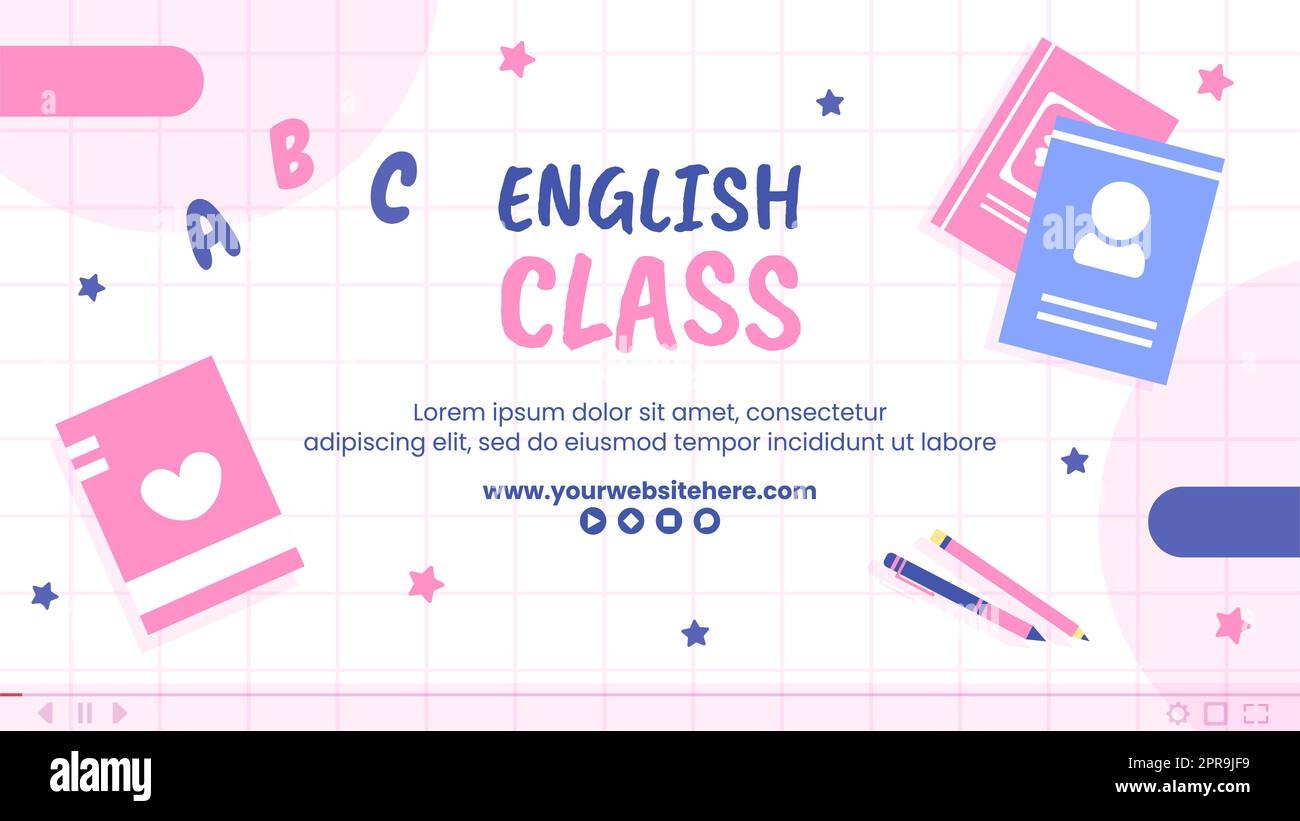 A
B
C
ENGLISH
CLASS
Lorem ipsum dolor sit amet, consectetur
adipiscing elit, sed do eiusmod tempor incididunt ut labore
www.yourwebsitehere.com
alamy
Image ID: 2PR9JF9
www.alamy.com